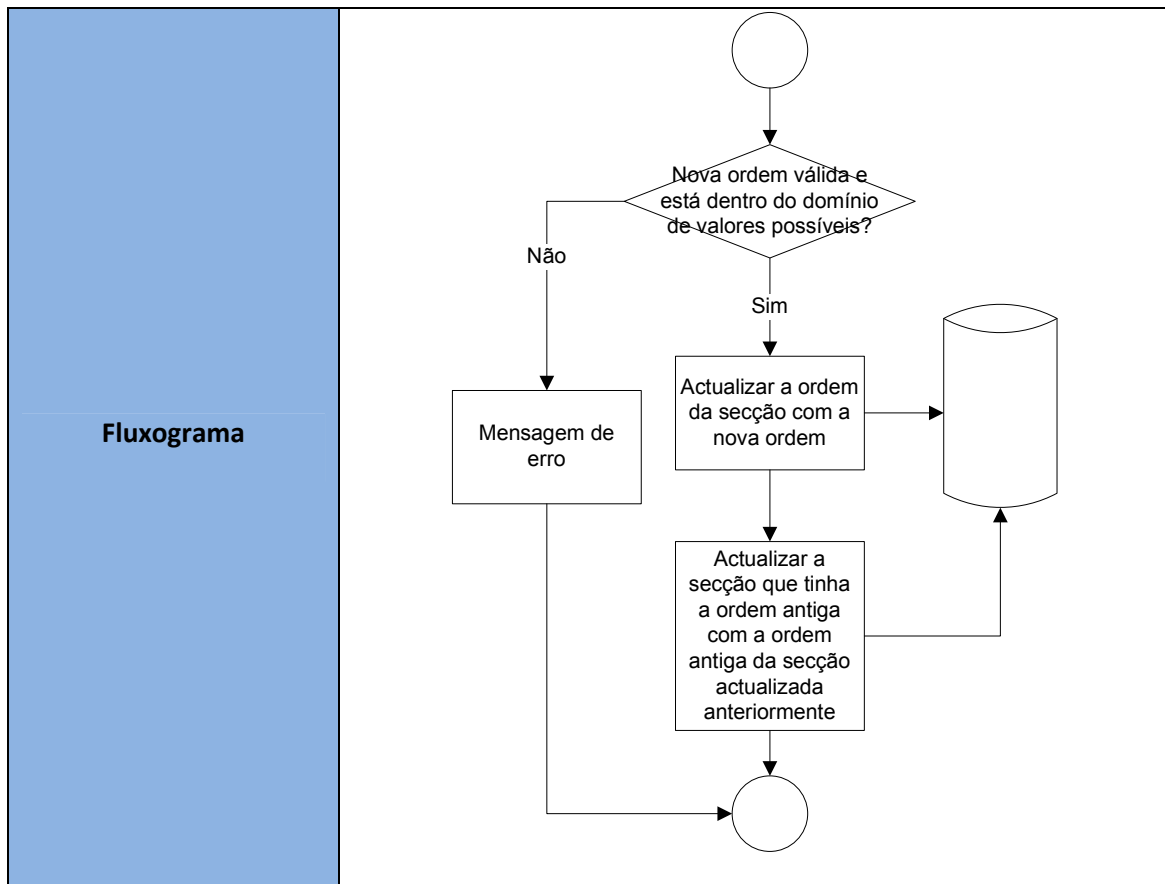 Fluxograma
Nova ordem válida e
está dentro do domínio
de valores possíveis?
Não
Sim
Actualizar a ordem
da secção com a
nova ordem
Mensagem de
erro
Actualizar a
secção que tinha
a ordem antiga
com a ordem
antiga da secção
actualizada
anteriormente